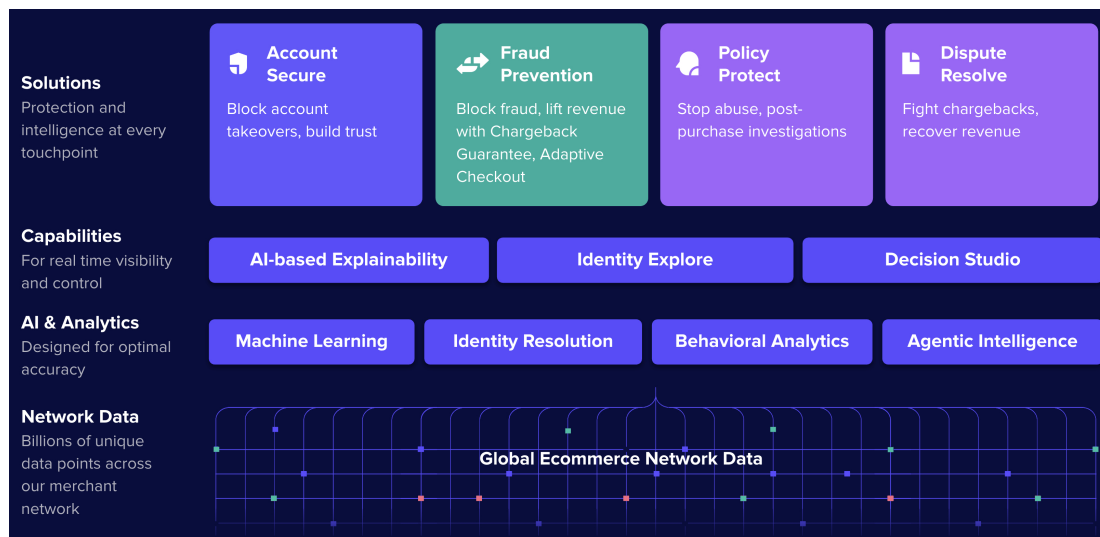 Solutions
Protection and
intelligence at every
touchpoint
Account
Secure
Block account
takeovers, build trust
Fraud
Prevention
Block fraud, lift revenue
with Chargeback
Guarantee, Adaptive
Checkout
Policy
Protect
Stop abuse, post-
purchase investigations
Dispute
Resolve
Fight chargebacks,
recover revenue
Capabilities
For real time visibility
and control
AI-based Explainability
Identity Explore
Decision Studio
AI & Analytics
Designed for optimal
accuracy
Machine Learning
Identity Resolution
Behavioral Analytics
Agentic Intelligence
Network Data
Billions of unique
data points across
our merchant
network
Global Ecommerce Network Data